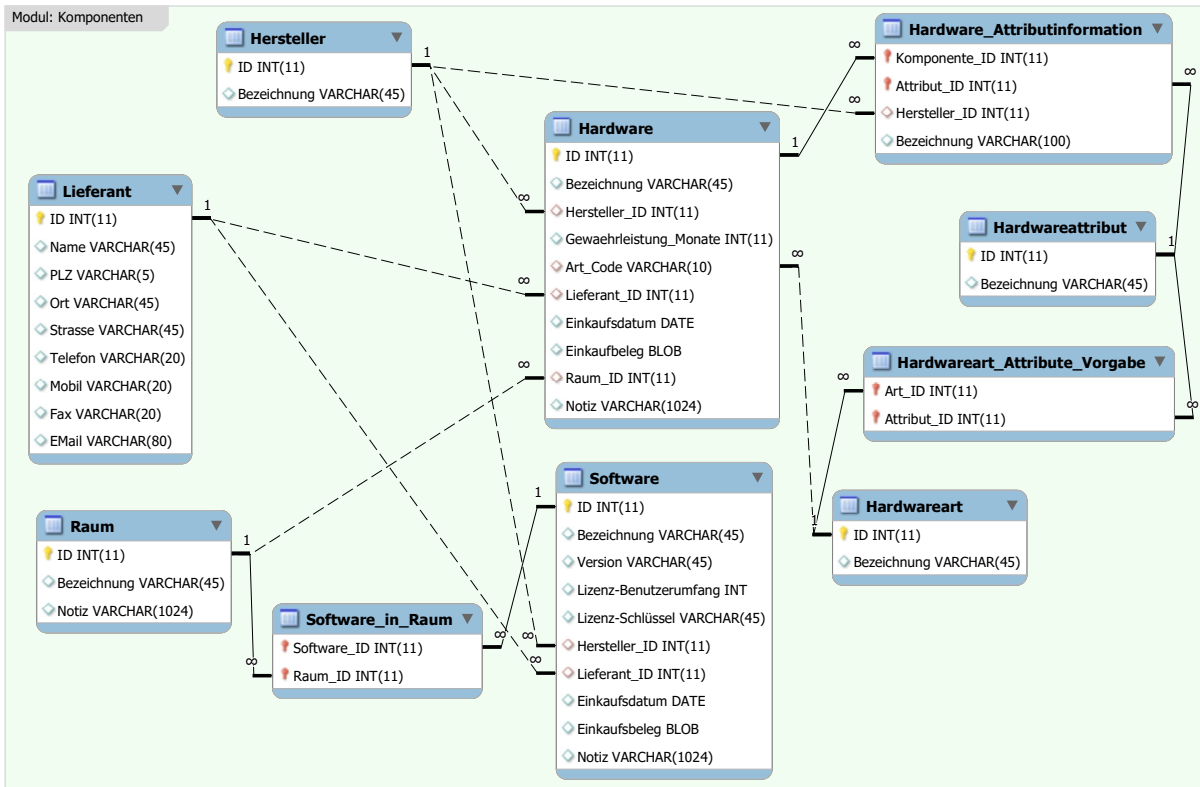 Modul: Komponenten
Hersteller
ID INT(11)
Bezeichnung VARCHAR(45)
Lieferant
ID INT(11)
Name VARCHAR(45)
PLZ VARCHAR(5)
Ort VARCHAR(45)
Strasse VARCHAR(45)
Telefon VARCHAR(20)
Mobil VARCHAR(20)
Fax VARCHAR(20)
EMail VARCHAR(80)
Raum
ID INT(11)
Bezeichnung VARCHAR(45)
Notiz VARCHAR(1024)
Software_in_Raum
Software_ID INT(11)
Raum_ID INT(11)
Hardware
ID INT(11)
Bezeichnung VARCHAR(45)
Hersteller_ID INT(11)
Gewaehrleistung_Monate INT(11)
Art_Code VARCHAR(10)
Lieferant_ID INT(11)
Einkaufsdatum DATE
Einkaufbeleg BLOB
Raum_ID INT(11)
Notiz VARCHAR(1024)
Software
ID INT(11)
Bezeichnung VARCHAR(45)
Version VARCHAR(45)
Lizenz-Benutzerumfang INT
Lizenz-Schlüssel VARCHAR(45)
Hersteller_ID INT(11)
Lieferant_ID INT(11)
Einkaufsdatum DATE
Einkaufsbeleg BLOB
Notiz VARCHAR(1024)
Hardware_Attributinformation
Komponente_ID INT(11)
Attribut_ID INT(11)
Hersteller_ID INT(11)
Bezeichnung VARCHAR(100)
Hardwareattribut
ID INT(11)
Bezeichnung VARCHAR(45)
Hardwareart_Attribute_Vorgabe
Art_ID INT(11)
Attribut_ID INT(11)
Hardwareart
ID INT(11)
Bezeichnung VARCHAR(45)
1
1
1
1
1
1
1
∞
∞
∞
∞
∞
∞
∞
∞
∞
∞
∞
∞
∞